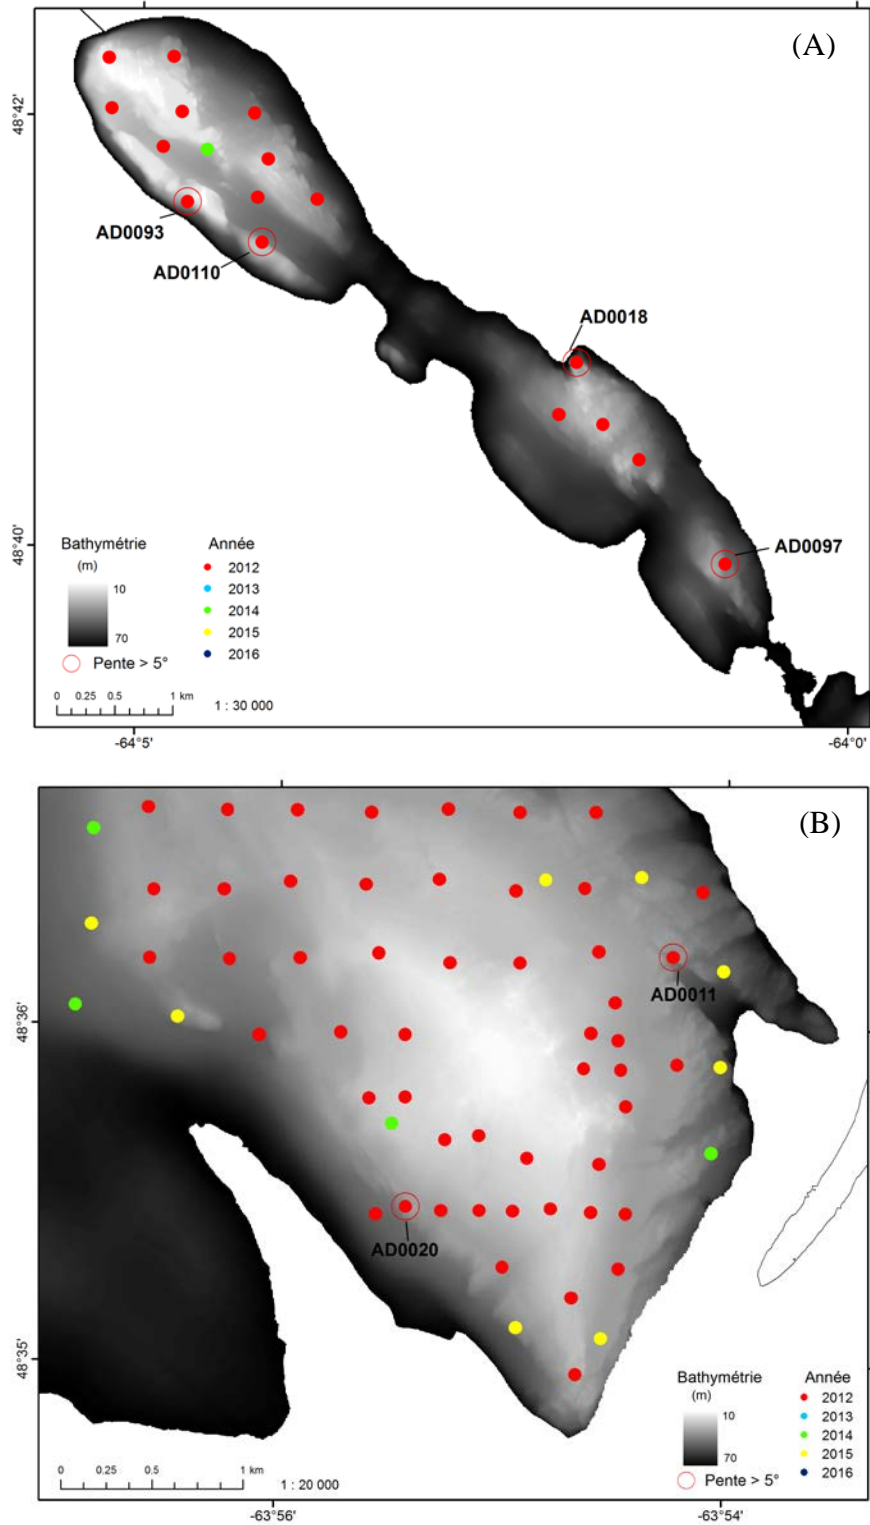 (A)
48°42'
AD0093
AD0110
AD0018
48°40'
AD0097
Bathymétrie
(m)
10
70
Pente > 5°
Année
2012
2013
2014
2015
2016
0 0.25 0.5 1 km
1 : 30 000
-64°5' -64°0'
(B)
AD0011
48°36'
AD0020
48°35'
Bathymétrie
(m)
10
70
Pente > 5°
Année
2012
2013
2014
2015
2016
0 0,25 0,5 1 km
1 : 20 000
-63°56' -63°54'